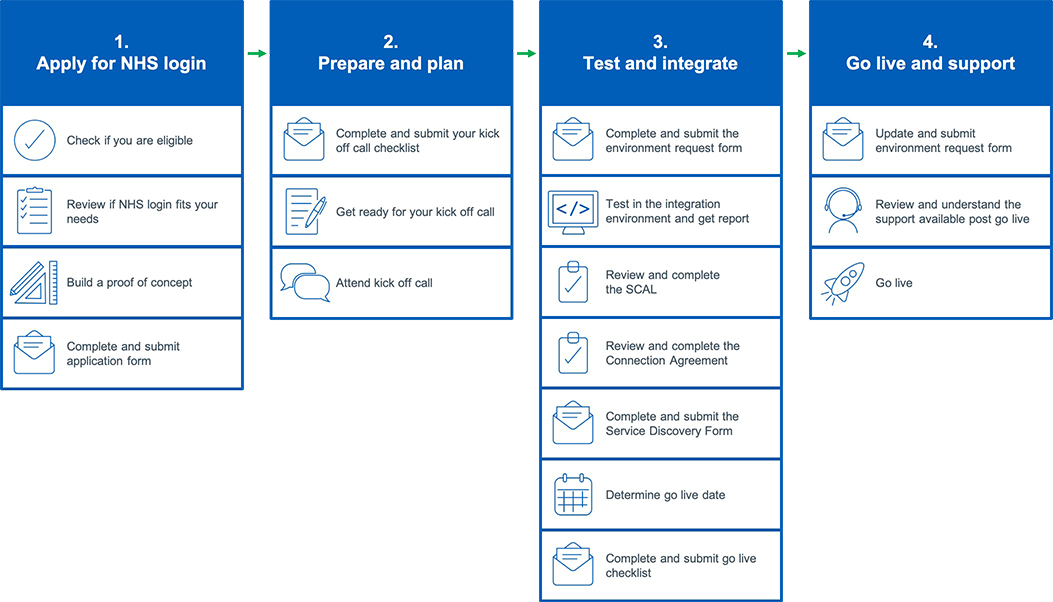 1.
Apply for NHS login
Check if you are eligible
Review if NHS login fits your
needs
Build a proof of concept
Complete and submit
application form
2.
Prepare and plan
Complete and submit your kick
off call checklist
Get ready for your kick off call
Attend kick off call
3.
Test and integrate
Complete and submit the
environment request form
</>
Test in the integration
environment and get report
Review and complete
the SCAL
Review and complete the
Connection Agreement
Complete and submit the
Service Discovery Form
Determine go live date
Complete and submit go live
checklist
4.
Go live and support
Update and submit
environment request form
Review and understand the
support available post go live
Go live